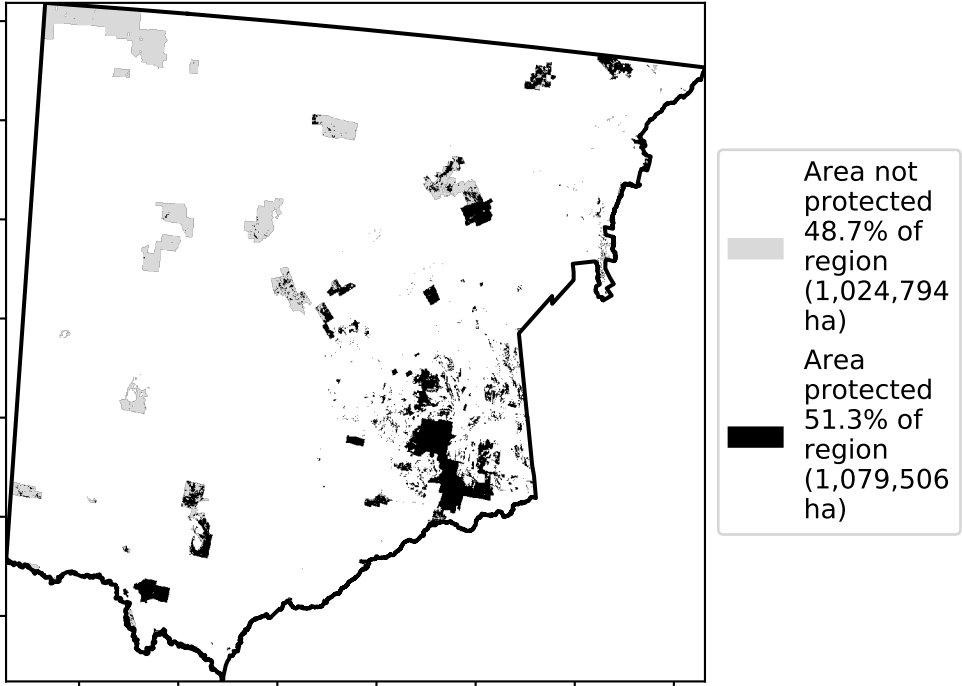 Area not
protected
48.7% of
region
(1,024,794
ha)
Area
protected
51.3% of
region
(1,079,506
ha)